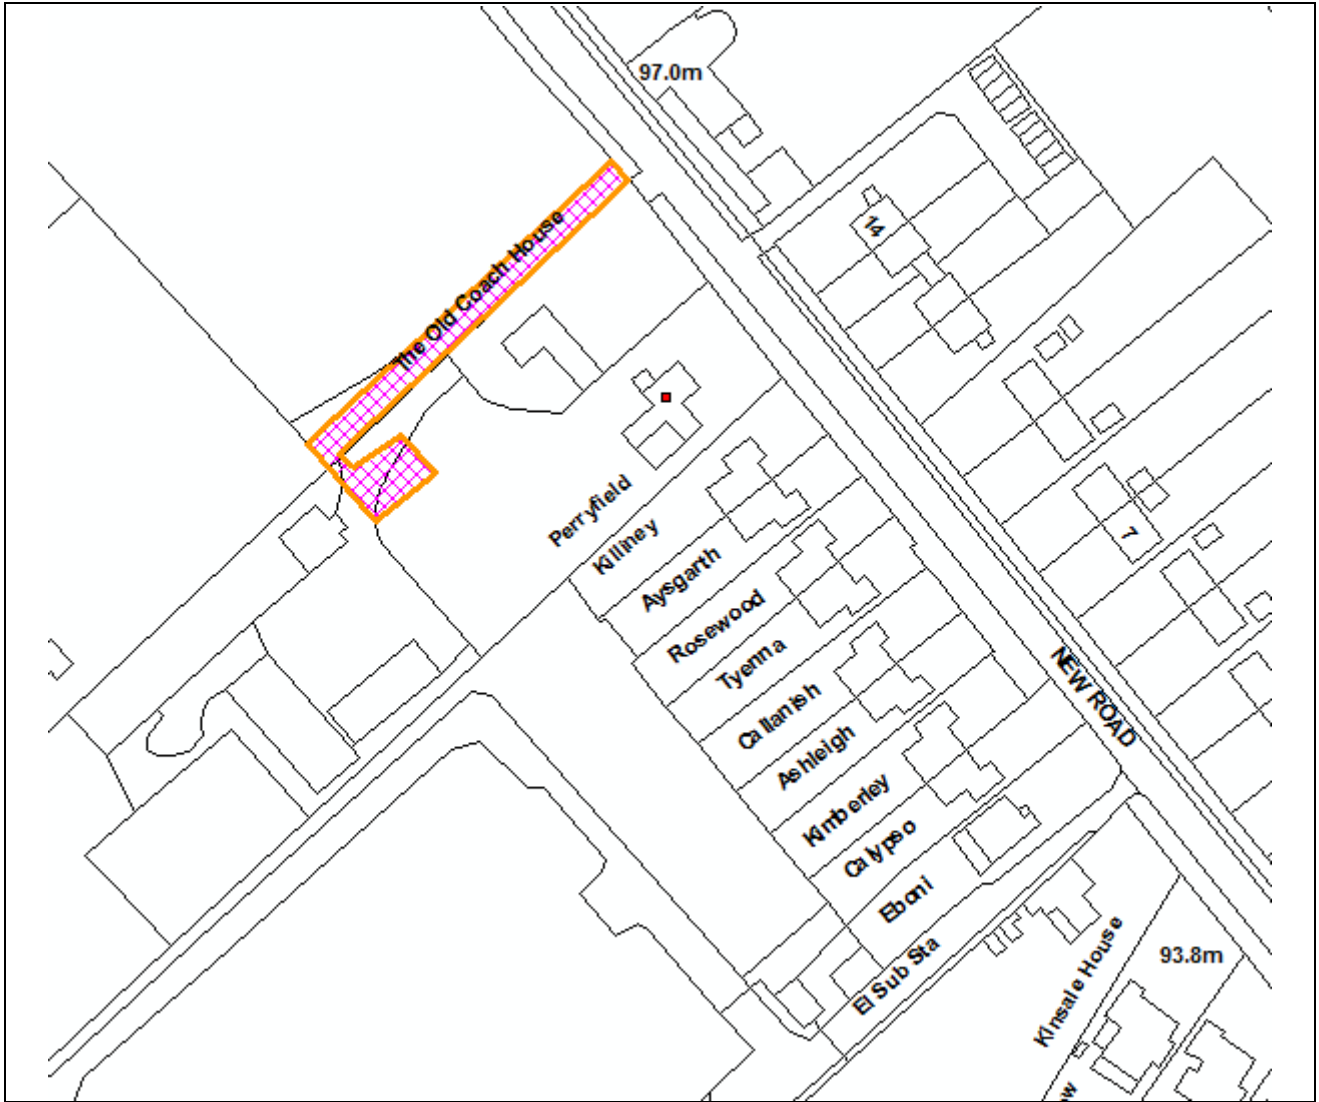 97.0m
14
The Old Coach House
Perryfield
Killiney
Aysgarth
7
Rosewood
Tyenna
Callanish
NEW ROAD
Ashleigh
Kimberley
Calypso
Eboni
El Sub Sta
Kinsale House
93.8m